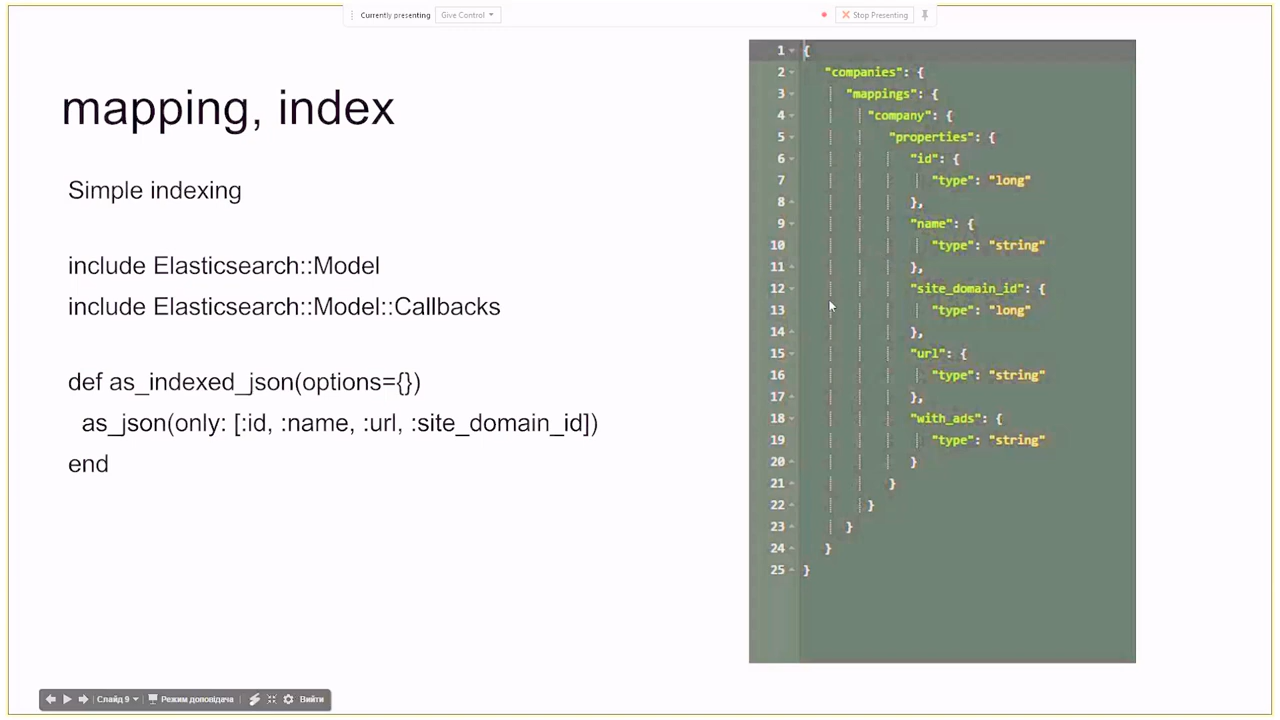 Currently presenting
Give Control
Stop Presenting
mapping, index
Simple indexing
include Elasticsearch::Model
include Elasticsearch::Model::Callbacks
def as_indexed_json(options={})
as_json(only: [:id, :name, :url, :site_domain_id])
end
1 {
2 "companies": {
3 "mappings": {
4 "company": {
5 "properties": {
6 "id": {
7 "type": "long"
8 },
9 "name": {
10 "type": "string"
11 },
12 "site_domain_id": {
13 "type": "long"
14 },
15 "url": {
16 "type": "string"
17 },
18 "with_ads": {
19 "type": "string"
20 }
21 }
22 }
23 }
24 }
25 }
Слайд 9
Режим доповідача
Вийти